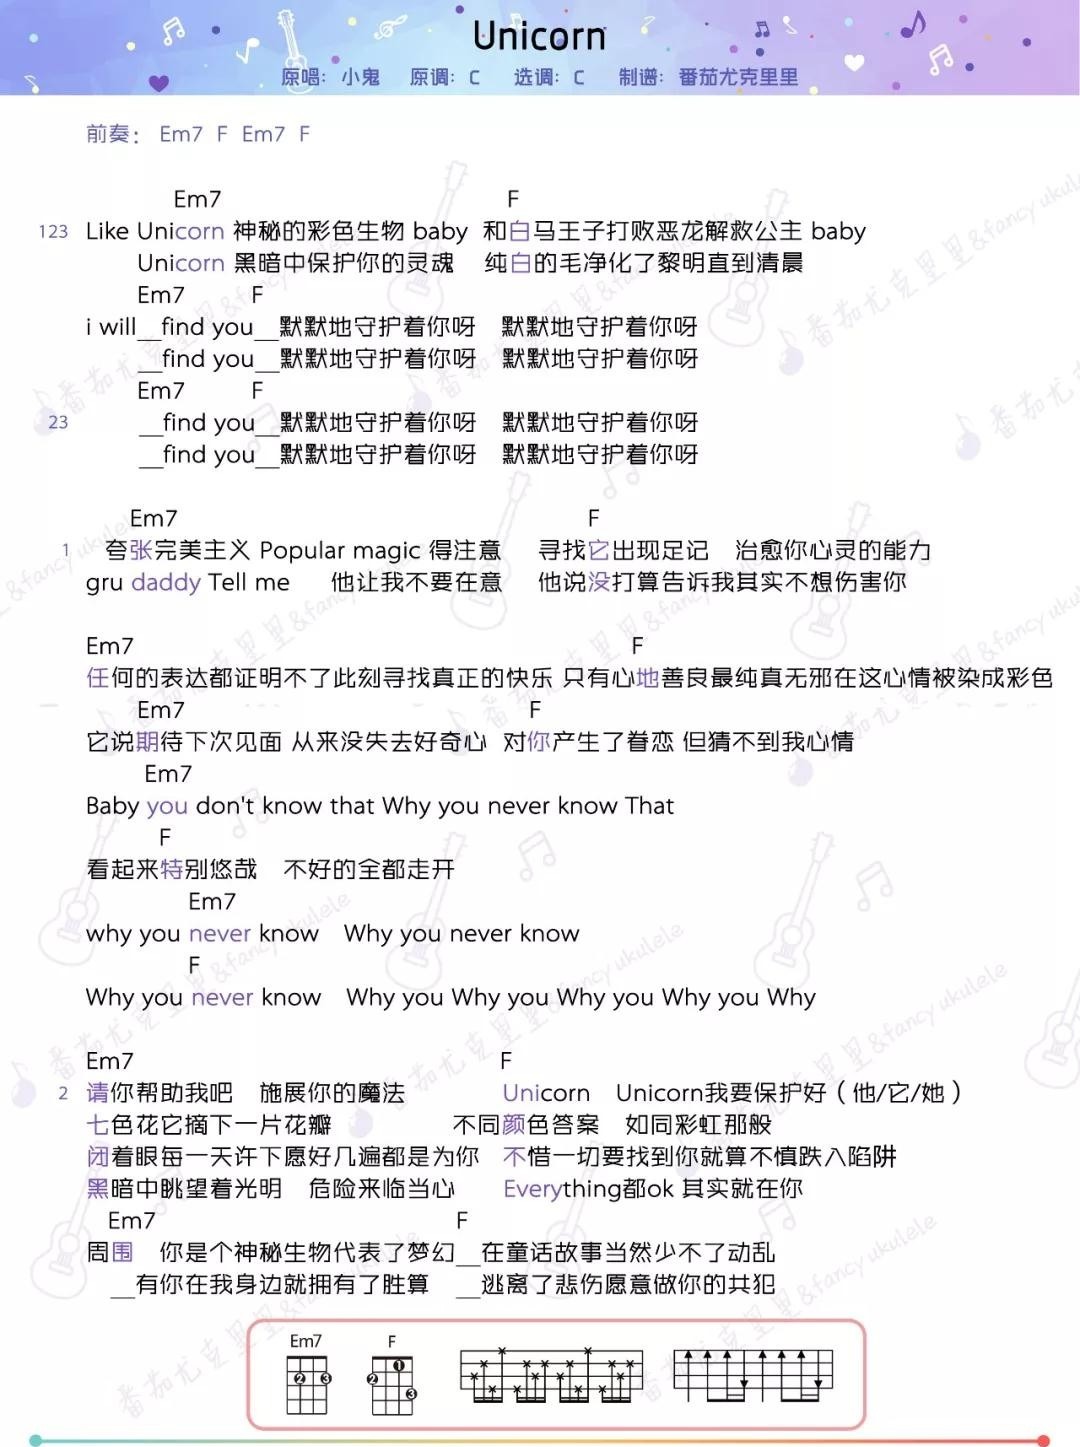 Unicorn
原唱：小鬼 原调：C 选调：C 制谱：番茄尤克里里
前奏： Em7 F Em7 F
Em7 F
123 Like Unicorn 神秘的彩色生物 baby 和白马王子打败恶龙解救公主 baby
Unicorn 黑暗中保护你的灵魂 纯白的毛净化了黎明直到清晨
Em7 F
i will__find you__默默地守护着你呀 默默地守护着你呀
__find you__默默地守护着你呀 默默地守护着你呀
Em7 F
23 __find you__默默地守护着你呀 默默地守护着你呀
__find you__默默地守护着你呀 默默地守护着你呀
Em7 F
1 夸张完美主义 Popular magic 得注意 寻找它出现足记 治愈你心灵的能力
gru daddy Tell me 他让我不要在意 他说没打算告诉我其实不想伤害你
Em7 F
任何的表达都证明不了此刻寻找真正的快乐 只有心地善良最纯真无邪在这心情被染成彩色
Em7 F
它说期待下次见面 从来没失去好奇心 对你产生了眷恋 但猜不到我心情
Em7
Baby you don't know that Why you never know That
F
看起来特别悠哉 不好的全都走开
Em7
why you never know Why you never know
F
Why you never know Why you Why you Why you Why you Why
Em7 F
2 请你帮助我吧 施展你的魔法 Unicorn Unicorn我要保护好（他/它/她）
七色花它摘下一片花瓣 不同颜色答案 如同彩虹那般
闭着眼每一天许下愿好几遍都是为你 不惜一切要找到你就算不慎跌入陷阱
黑暗中眺望着光明 危险来临当心 Everything都ok 其实就在你
Em7 F
周围 你是个神秘生物代表了梦幻__在童话故事当然少不了动乱
__有你在我身边就拥有了胜算 __逃离了悲伤愿意做你的共犯
Em7 F
2 3 2 1 3
番茄尤克里里&fancy ukulele